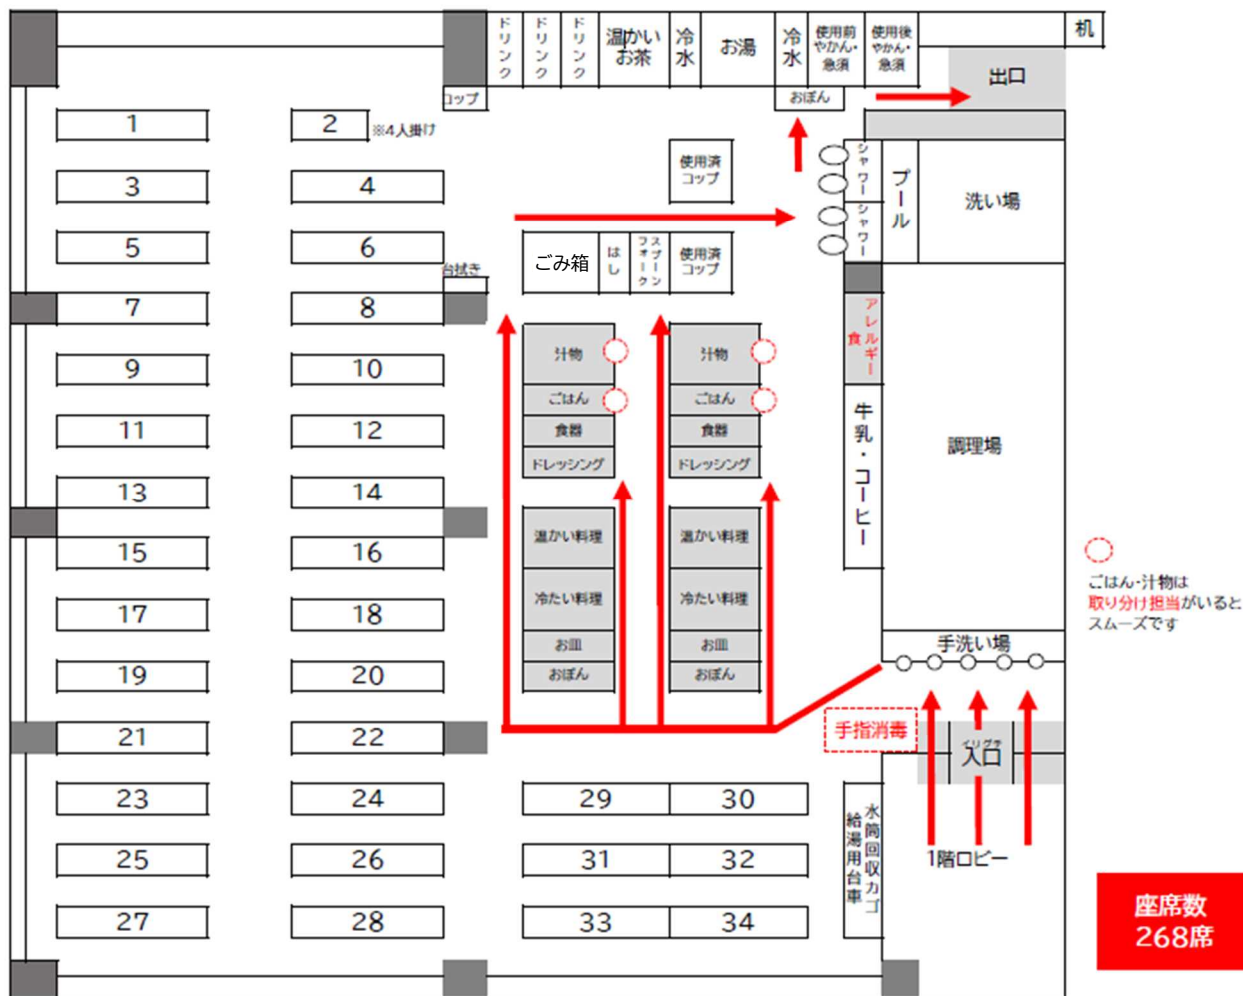 ドリンク
ドリンク
ドリンク
温かい
お茶
冷水
お湯
冷水
使用前
やかん・
急須
使用後
やかん・
急須
机
出口
コップ
おぼん
1
2
※4人掛け
使用済
コップ
シャワー
シャワー
プール
洗い場
3
4
5
6
台拭き
ごみ箱
はし
スプーン
フォーク
使用済
コップ
7
8
アレルギー
食
汁物
汁物
9
10
ごはん
ごはん
11
12
食器
食器
牛乳・コーヒー
調理場
ドレッシング
ドレッシング
13
14
15
16
温かい料理
温かい料理
ごはん・汁物は
取り分け担当がいると
スムーズです
17
18
冷たい料理
冷たい料理
お皿
お皿
手洗い場
19
20
おぼん
おぼん
21
22
手指消毒
イリグチ
入口
23
24
29
30
水筒回収カゴ
給湯用台車
25
26
31
32
1階ロビー
27
28
33
34
座席数
268席